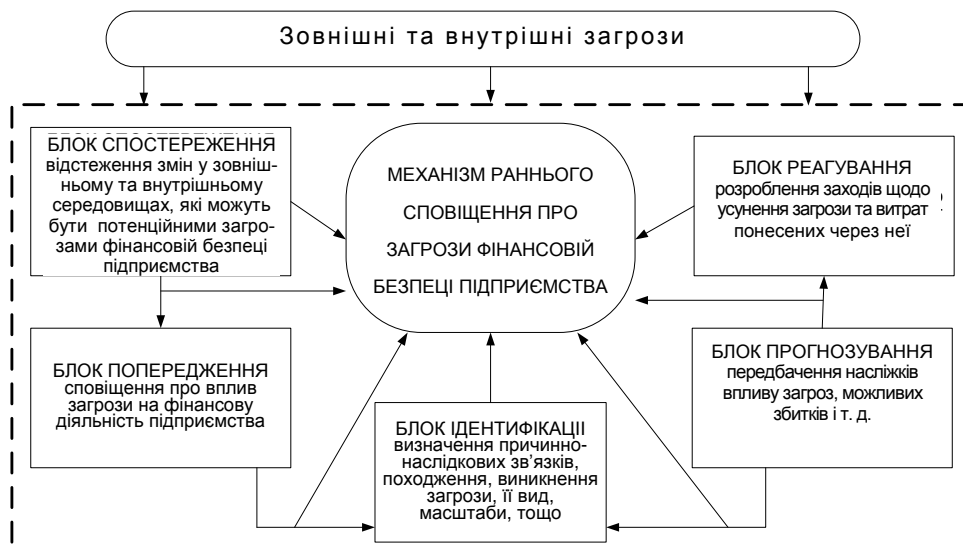 Зовнішні та внутрішні загрози
БЛОК СПОСТЕРЕЖЕННЯ
відстеження змін у зовніш-
ньому та внутрішньому
середовищах, які можуть
бути потенційними загро-
зами фінансовій безпеці
підприємства
МЕХАНІЗМ РАННЬОГО
СПОВІЩЕННЯ ПРО
ЗАГРОЗИ ФІНАНСОВІЙ
БЕЗПЕЦІ ПІДПРИЄМСТВА
БЛОК РЕАГУВАННЯ
розроблення заходів щодо
усунення загрози та витрат
понесених через неї
БЛОК ПОПЕРЕДЖЕННЯ
сповіщення про вплив
загрози на фінансову
діяльність підприємства
БЛОК ІДЕНТИФІКАЦІІ
визначення причинно-
наслідкових зв’язків,
походження, виникнення
загрози, її вид,
масштаби, тощо
БЛОК ПРОГНОЗУВАННЯ
передбачення насліжків
впливу загроз, можливих
збитків і т. д.